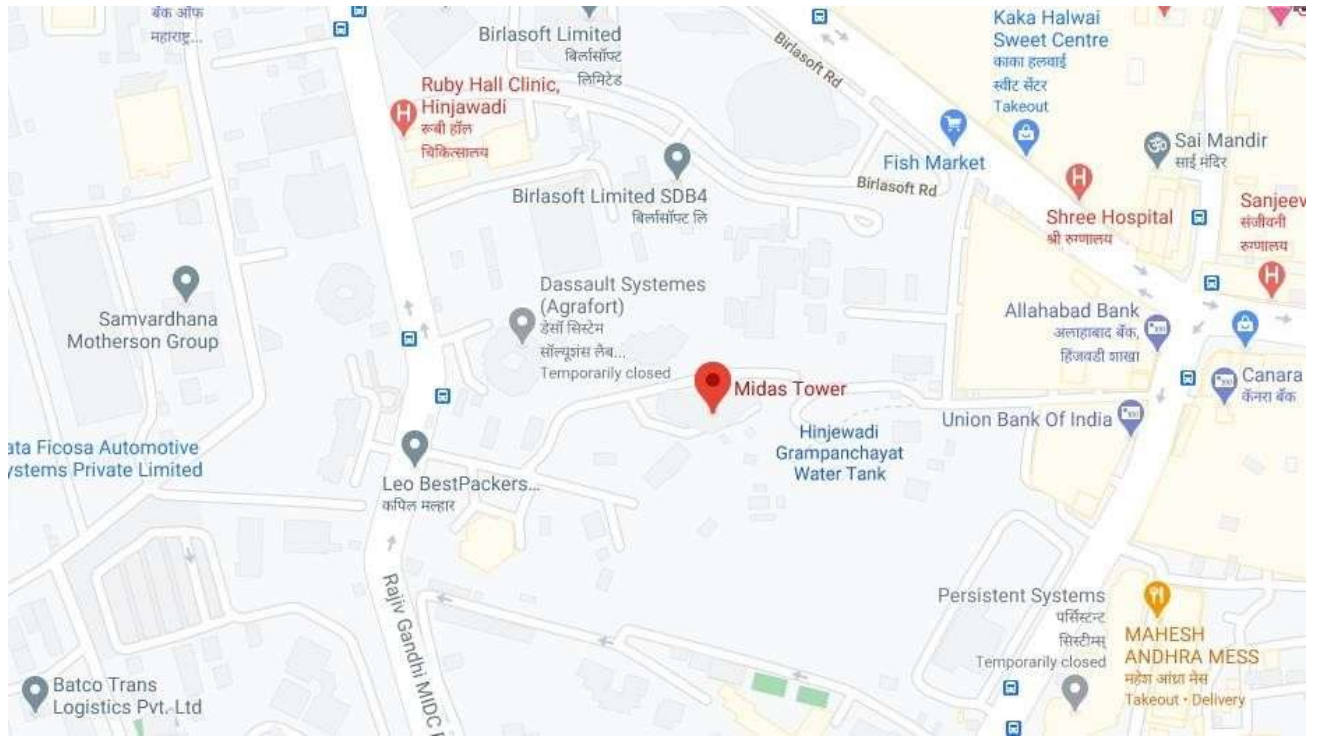 बँक ऑफ
महाराष्ट्र...
Birlasoft Limited
बिर्लासॉफ्ट
लिमिटेड
Birlasoft Rd
Kaka Halwai
Sweet Centre
काका हलवाई
स्वीट सेंटर
Takeout
Ruby Hall Clinic,
Hinjawadi
रूबी हॉल
चिकित्सालय
Fish Market
Sai Mandir
साई मंदिर
Birlasoft Limited SDB4
बिर्लासॉफ्ट लि
Birlasoft Rd
Shree Hospital
श्री रुग्णालय
Sanjeev
संजीवनी
रुग्णालय
Samvardhana
Motherson Group
Dassault Systemes
(Agrafort)
डेसॉ सिस्टेम
सॉल्यूशंस लैब...
Temporarily closed
Allahabad Bank
अलाहाबाद बँक,
हिंजवडी शाखा
Midas Tower
Canara
कॅनरा बँक
Union Bank Of India
Hinjewadi
Grampanchayat
Water Tank
ata Ficosa Automotive
ystems Private Limited
Leo BestPackers...
कपिल मल्हार
Rajiv Gandhi MIDC
Persistent Systems
पर्सिस्टन्ट
सिस्टीम्स्
Temporarily closed
MAHESH
ANDHRA MESS
महेश आंध्रा मेस
Takeout • Delivery
Batco Trans
Logistics Pvt. Ltd